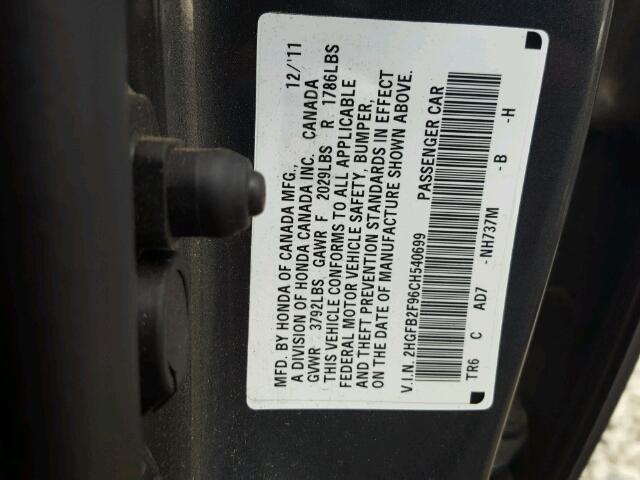 MFD. BY HONDA OF CANADA MFG., 12/'11
A DIVISION OF HONDA CANADA INC. CANADA
GVWR 3792LBS GAWR F 2029LBS R 1786LBS
THIS VEHICLE CONFORMS TO ALL APPLICABLE
FEDERAL MOTOR VEHICLE SAFETY, BUMPER,
AND THEFT PREVENTION STANDARDS IN EFFECT
ON THE DATE OF MANUFACTURE SHOWN ABOVE.
V.I.N. 2HGFB2F96CH540699 PASSENGER CAR
TR6 C AD7 -NH737M -B -H